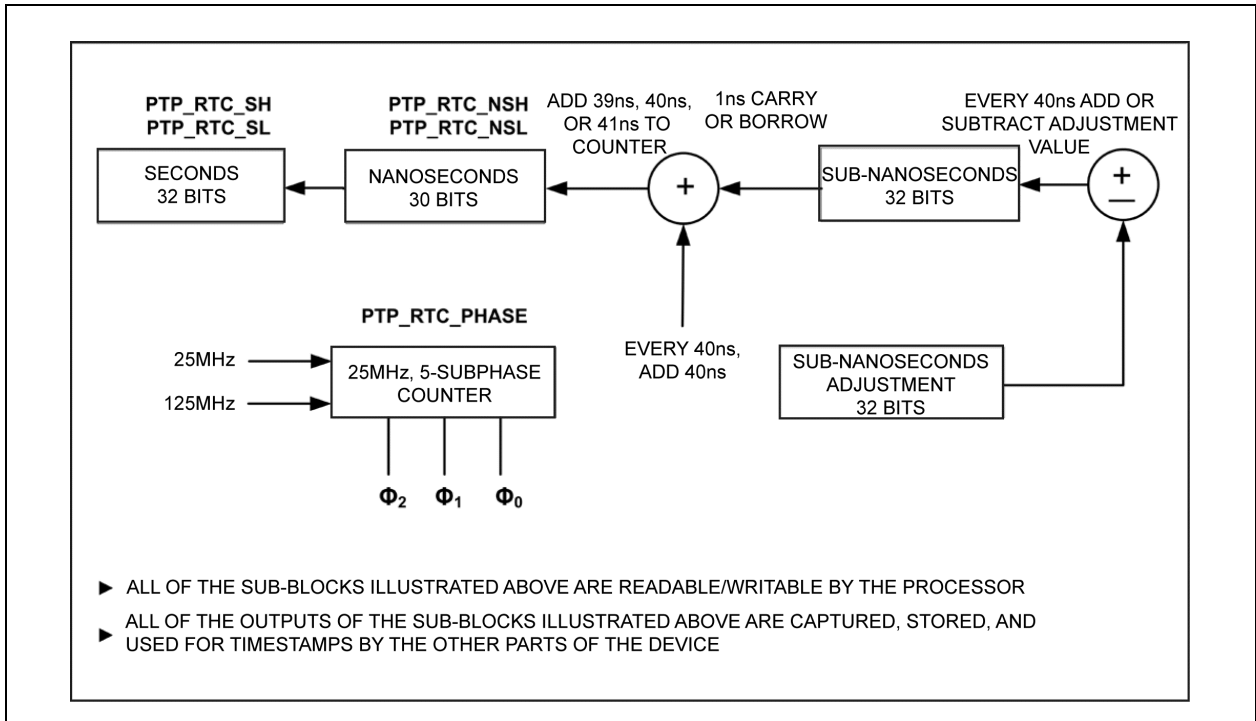 PTP_RTC_SH
PTP_RTC_SL
SECONDS
32 BITS
PTP_RTC_NSH
PTP_RTC_NSL
NANOSECONDS
30 BITS
ADD 39ns, 40ns,
OR 41ns TO
COUNTER
+
1ns CARRY
OR BORROW
SUB-NANOSECONDS
32 BITS
EVERY 40ns ADD OR
SUBTRACT ADJUSTMENT
VALUE
+
—
PTP_RTC_PHASE
25MHz
125MHz
25MHz, 5-SUBPHASE
COUNTER
Φ2 Φ1 Φ0
EVERY 40ns,
ADD 40ns
SUB-NANOSECONDS
ADJUSTMENT
32 BITS
► ALL OF THE SUB-BLOCKS ILLUSTRATED ABOVE ARE READABLE/WRITABLE BY THE PROCESSOR
► ALL OF THE OUTPUTS OF THE SUB-BLOCKS ILLUSTRATED ABOVE ARE CAPTURED, STORED, AND
USED FOR TIMESTAMPS BY THE OTHER PARTS OF THE DEVICE